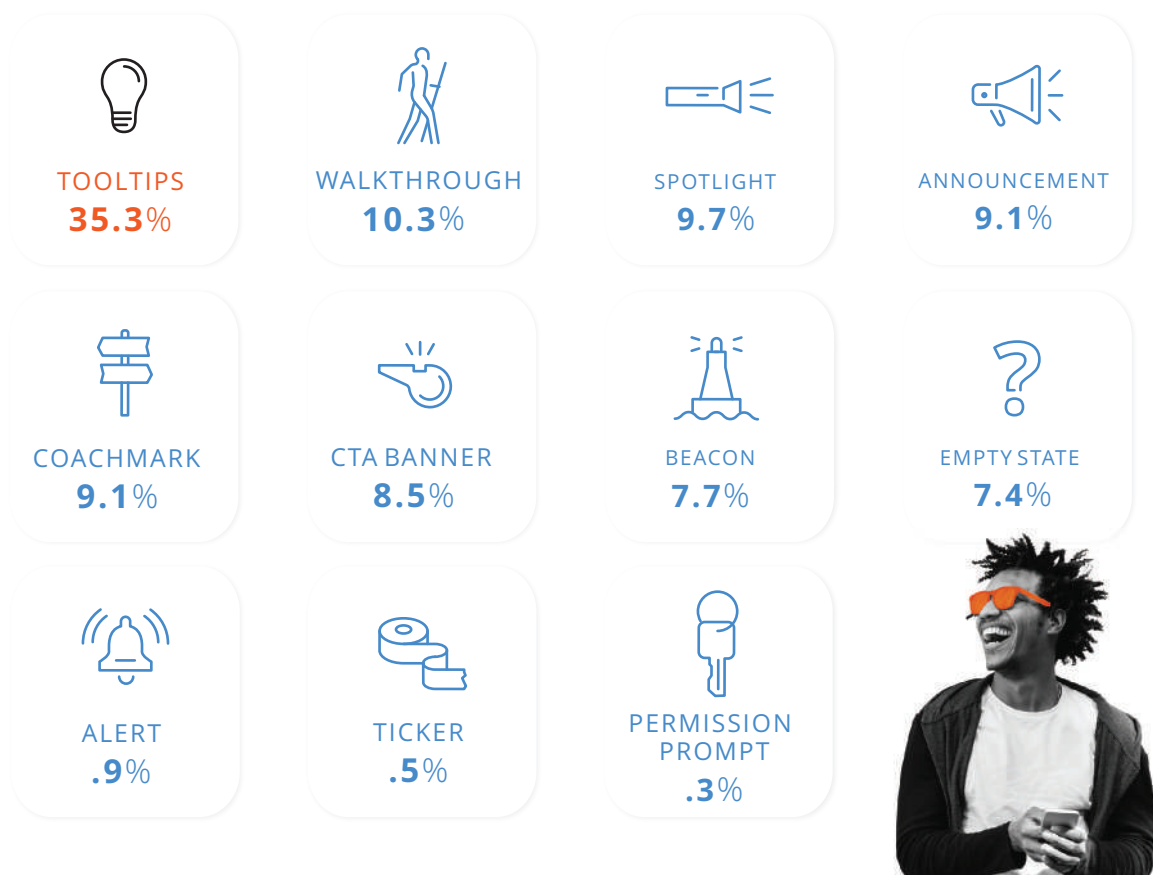 TOOLTIPS
35.3%
WALKTHROUGH
10.3%
SPOTLIGHT
9.7%
ANNOUNCEMENT
9.1%
COACHMARK
9.1%
CTA BANNER
8.5%
BEACON
7.7%
EMPTY STATE
7.4%
ALERT
.9%
TICKER
.5%
PERMISSION
PROMPT
.3%